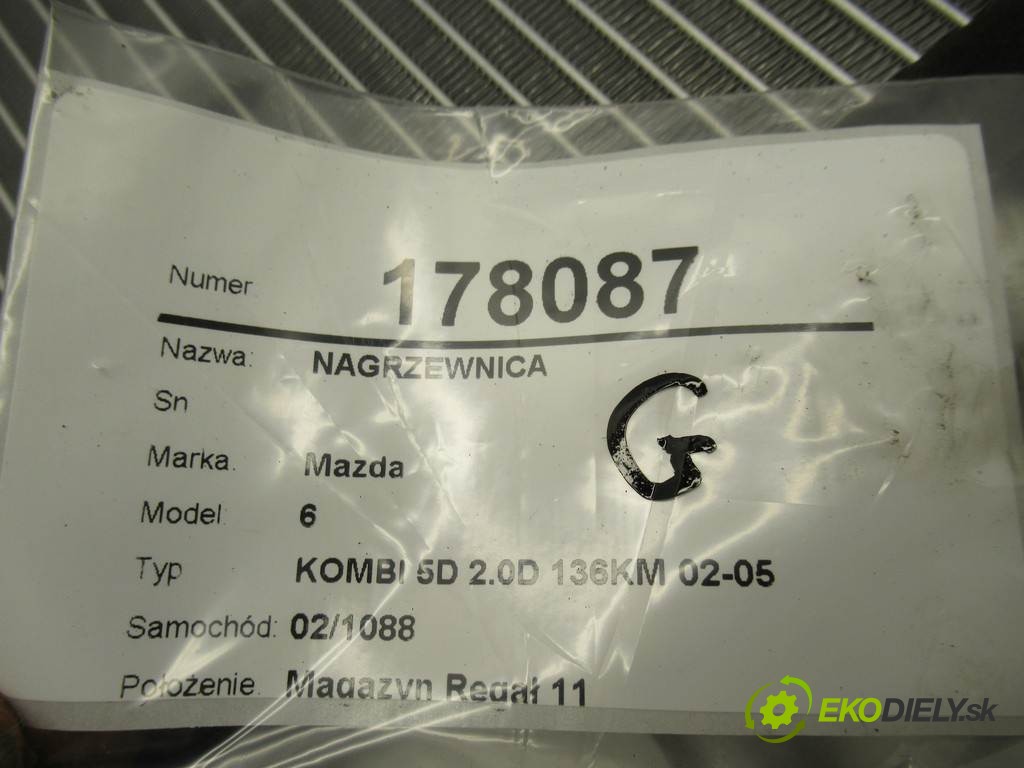 Numer 178087
Nazwa: NAGRZEWNICA
Sn
G
Marka. Mazda
Model: 6
Typ KOMBI 5D 2.0D 136KM 02-05
Samochód: 02/1088
Położenie. Magazyn Regał 11
EKODIELY.sk